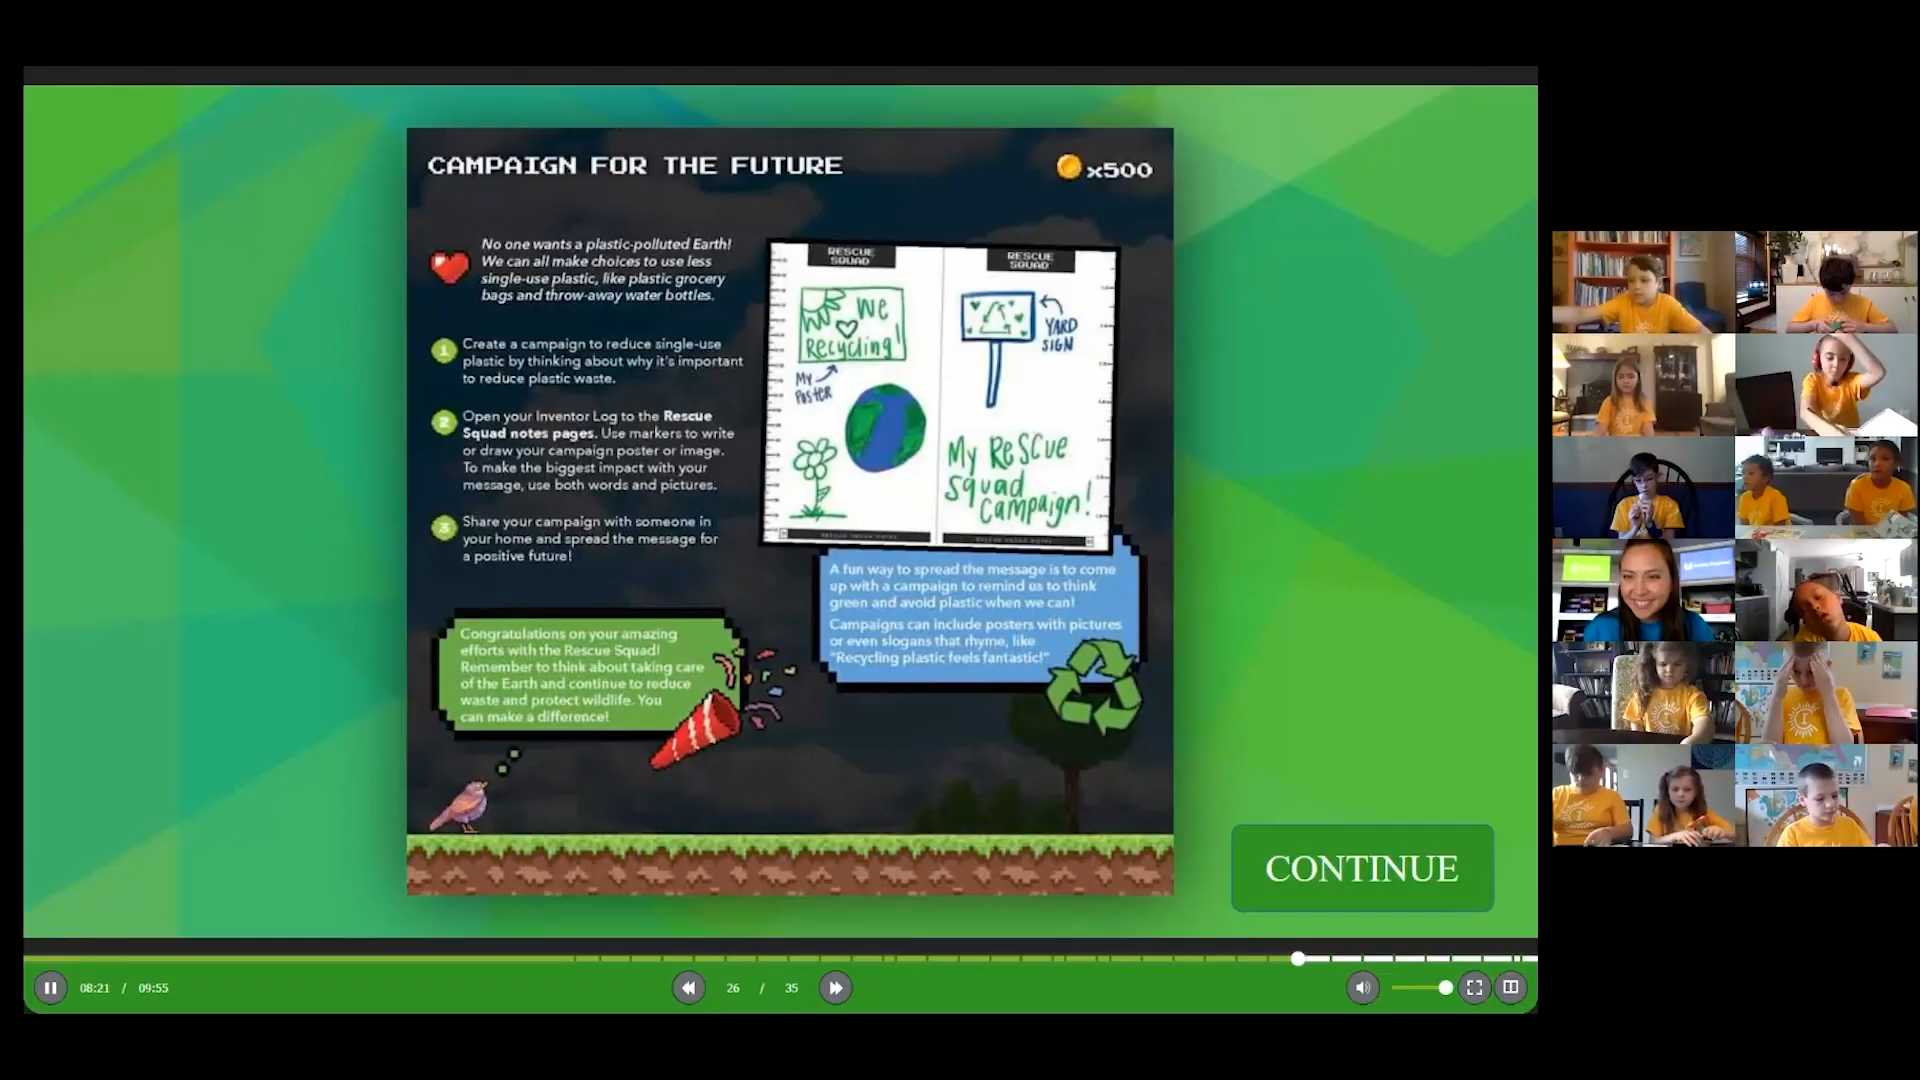 CAMPAIGN FOR THE FUTURE
x500
No one wants a plastic-polluted Earth!
We can all make choices to use less
single-use plastic, like plastic grocery
bags and throw-away water bottles.
1
Create a campaign to reduce single-use
plastic by thinking about why it's important
to reduce plastic waste.
2
Open your Inventor Log to the Rescue
Squad notes pages. Use markers to write
or draw your campaign poster or image.
To make the biggest impact with your
message, use both words and pictures.
3
Share your campaign with someone in
your home and spread the message for
a positive future!
RESCUE
SQUAD
We
Recycling!
My
Poster
RESCUE
SQUAD
YARD
SIGN
My Rescue
Squad
Campaign!
A fun way to spread the message is to come
up with a campaign to remind us to think
green and avoid plastic when we can!
Campaigns can include posters with pictures
or even slogans that rhyme, like
"Recycling plastic feels fantastic!"
Congratulations on your amazing
efforts with the Rescue Squad!
Remember to think about taking care
of the Earth and continue to reduce
waste and protect wildlife. You
can make a difference!
CONTINUE
08:21 / 09:55
26 / 35